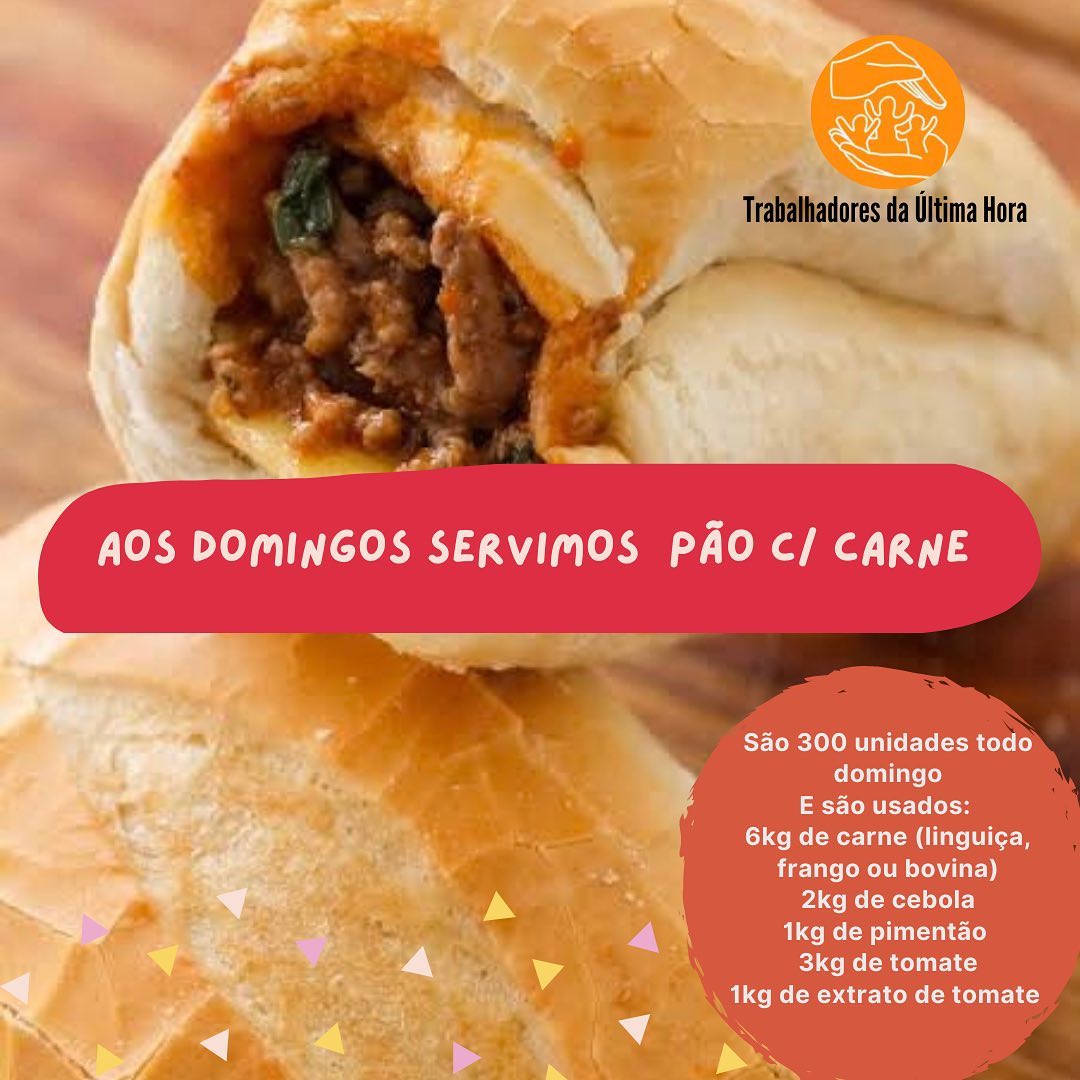 Trabalhadores da Última Hora
AOS DOMINGOS SERVIMOS PÃO C/ CARNE
São 300 unidades todo
domingo
E são usados:
6kg de carne (linguiça,
frango ou bovina)
2kg de cebola
1kg de pimentão
3kg de tomate
1kg de extrato de tomate